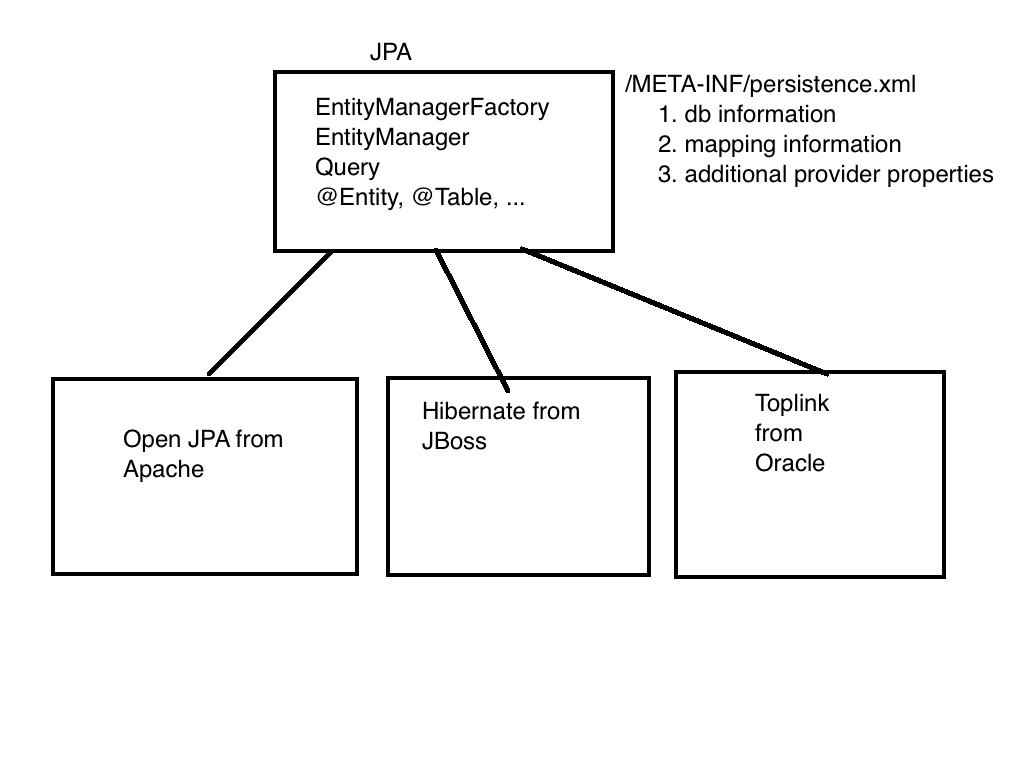 JPA
EntityManagerFactory
EntityManager
Query
@Entity, @Table, ...
/META-INF/persistence.xml
1. db information
2. mapping information
3. additional provider properties
Open JPA from
Apache
Hibernate from
JBoss
Toplink
from
Oracle